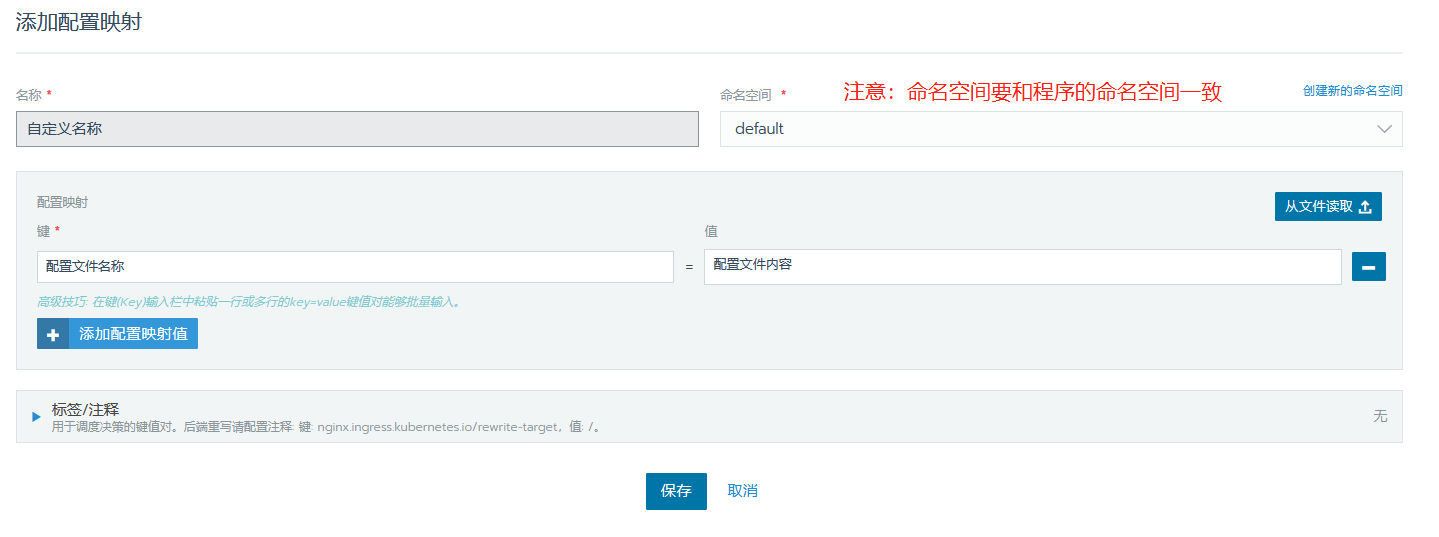 添加配置映射
名称 *
命名空间 *
注意：命名空间要和程序的命名空间一致
创建新的命名空间
自定义名称
default
配置映射
从文件读取
键 *
值
配置文件名称
=
配置文件内容
高级技巧: 在键(Key)输入栏中粘贴一行或多行的key=value键值对能够批量输入。
添加配置映射值
标签/注释
用于调度决策的键值对。后端重写请配置注释: 键: nginx.ingress.kubernetes.io/rewrite-target，值: /。
无
保存
取消